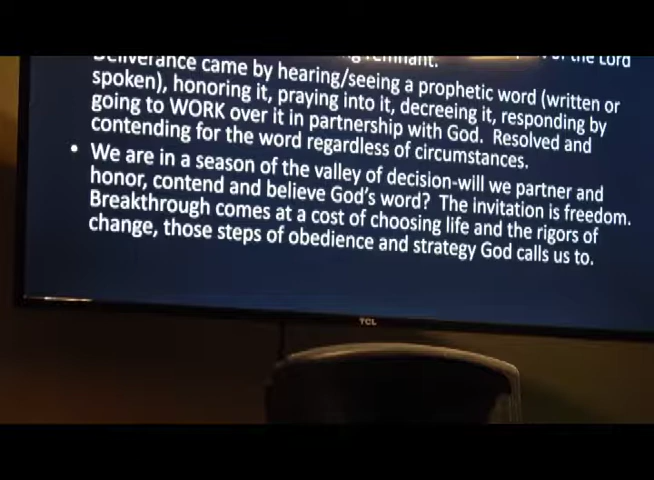 remnant.
of the Lord
Deliverance came by hearing/seeing a prophetic word (written or
spoken), honoring it, praying into it, decreeing it, responding by
going to WORK over it in partnership with God. Resolved and
contending for the word regardless of circumstances.
• We are in a season of the valley of decision-will we partner and
honor, contend and believe God's word? The invitation is freedom.
Breakthrough comes at a cost of choosing life and the rigors of
change, those steps of obedience and strategy God calls us to.
TCL